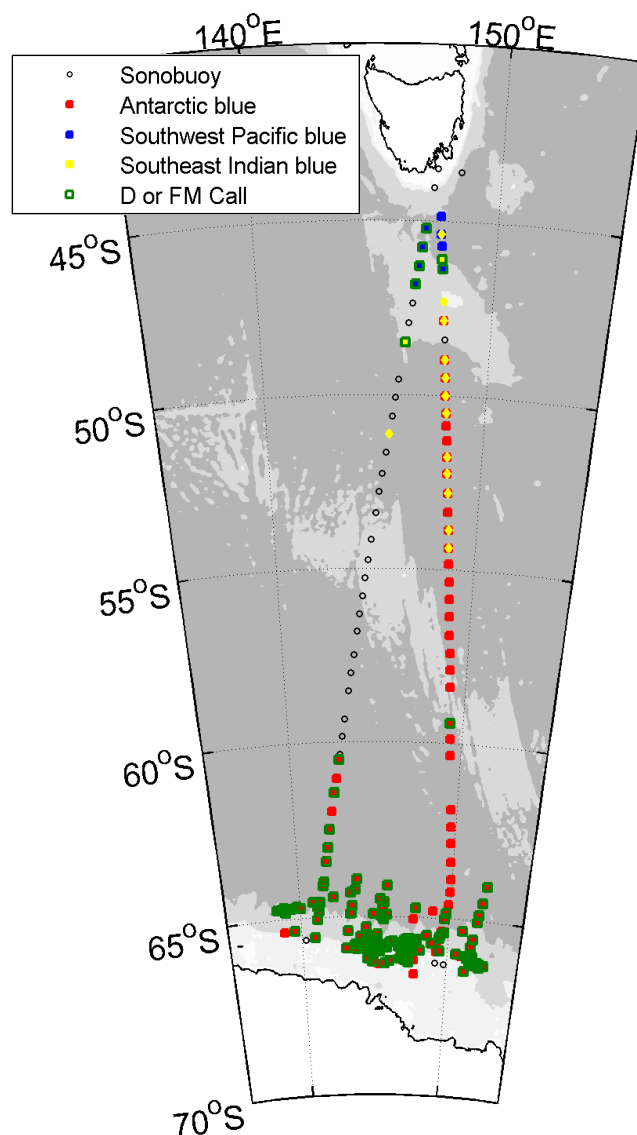 140°E
150°E
Sonobuoy
Antarctic blue
Southwest Pacific blue
Southeast Indian blue
D or FM Call
45°S
50°S
55°S
60°S
65°S
70°S